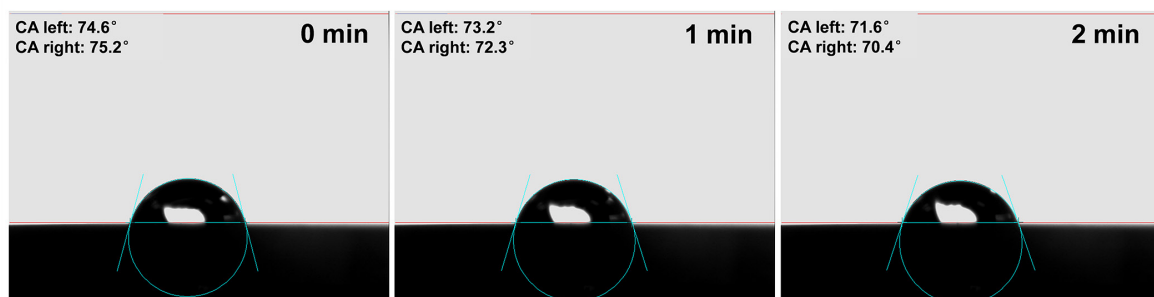 CA left: 74.6°
CA right: 75.2°
0 min
CA left: 73.2°
CA right: 72.3°
1 min
CA left: 71.6°
CA right: 70.4°
2 min